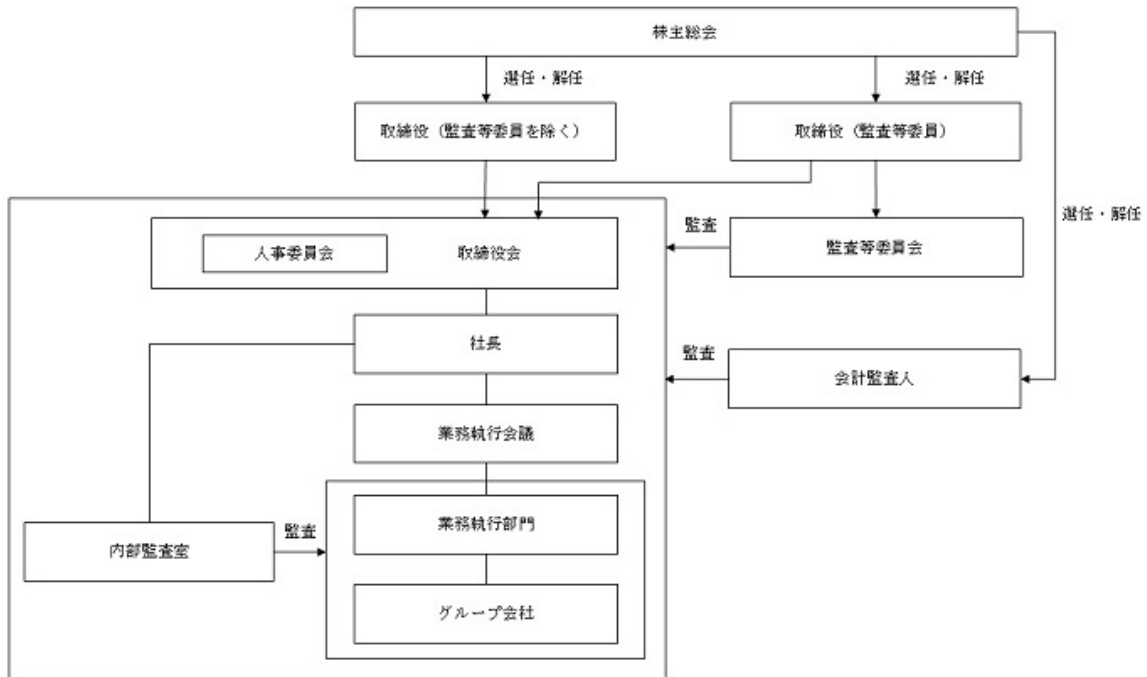 株主総会
選任・解任
選任・解任
取締役（監査等委員を除く）
取締役（監査等委員）
選任・解任
監査
人事委員会
取締役会
監査等委員会
社長
監査
会計監査人
業務執行会議
業務執行部門
内部監査室
監査
グループ会社